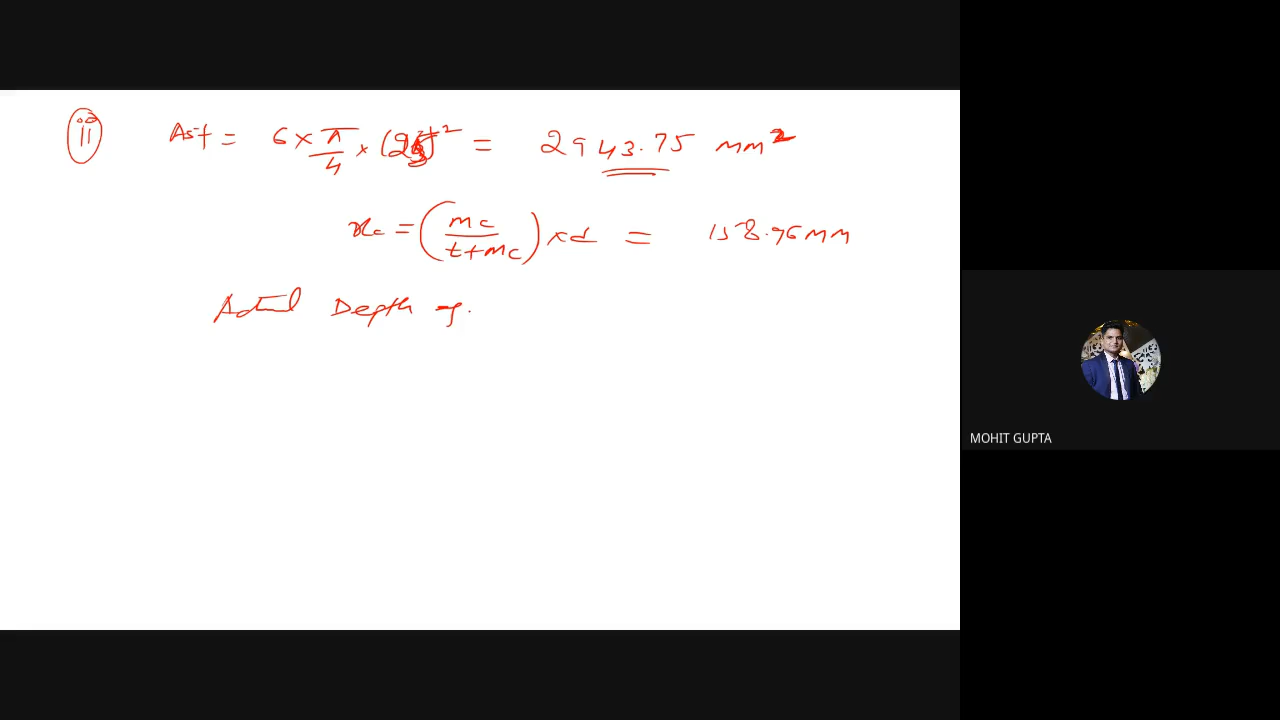 ii
Ast = 6 × π/4 × (25)² = 2943.75 mm²
xc = (mc/(t+mc)) × d = 158.96 mm
Actual Depth of
MOHIT GUPTA